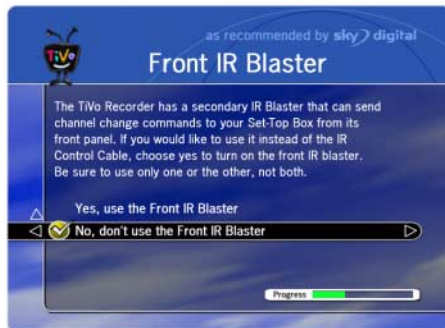 as recommended by sky digital
TiVo
Front IR Blaster
The TiVo Recorder has a secondary IR Blaster that can send
channel change commands to your Set-Top Box from its
front panel. If you would like to use it instead of the IR
Control Cable, choose yes to turn on the front IR blaster.
Be sure to use only one or the other, not both.
Yes, use the Front IR Blaster
No, don't use the Front IR Blaster
Progress